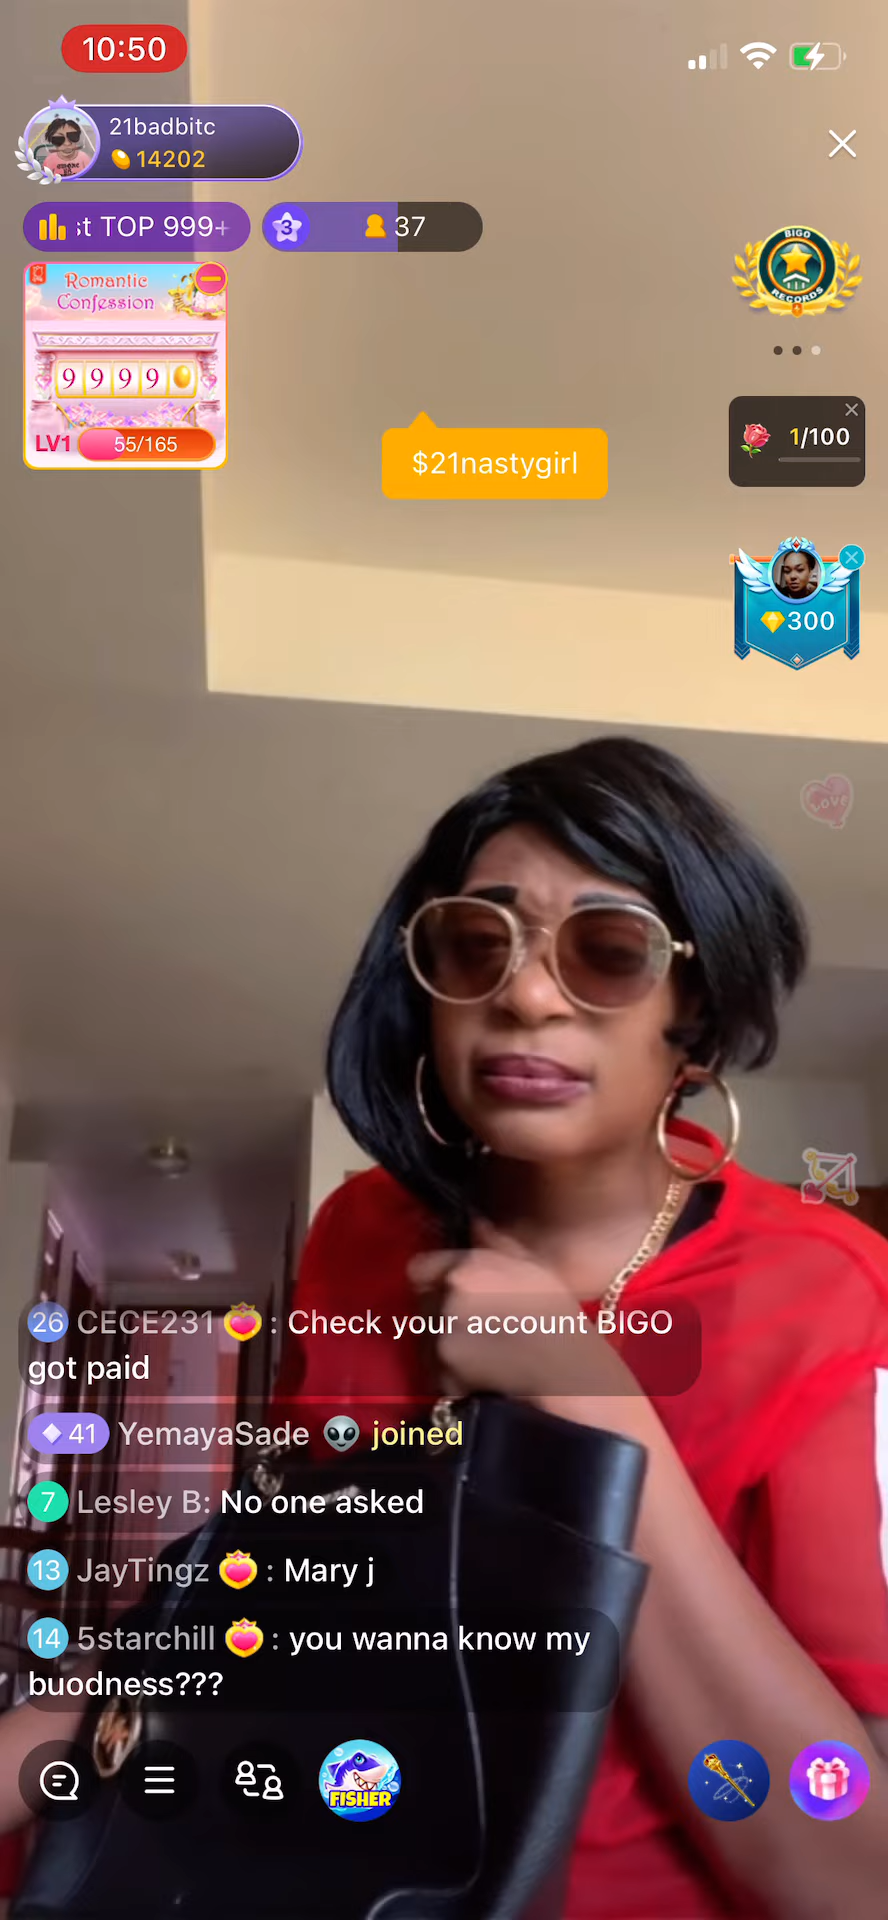 10:50
21badbitc
14202
st TOP 999+
3
37
BIGO
RECORDS
Romantic
Confession
9999
LV1 55/165
$21nastygirl
1/100
300
LOVE
26 CECE231 : Check your account BIGO
got paid
41 YemayaSade joined
7 Lesley B: No one asked
13 JayTingz : Mary j
14 5starchill : you wanna know my
buodness???
FISHER